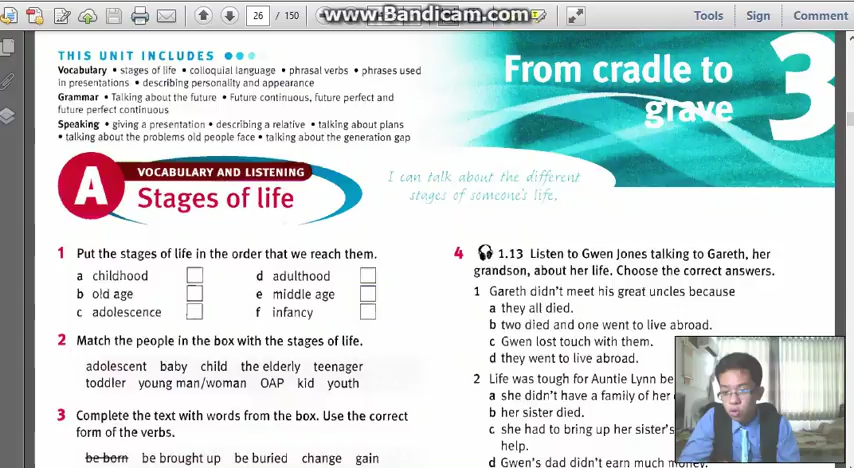 26 / 150
www.Bandicam.com
Tools
Sign
Comment
THIS UNIT INCLUDES
Vocabulary • stages of life • colloquial language • phrasal verbs • phrases used
in presentations • describing personality and appearance
Grammar • Talking about the future • Future continuous, future perfect and
future perfect continuous
Speaking • giving a presentation • describing a relative • talking about plans
• talking about the problems old people face • talking about the generation gap
From cradle to
grave
3
A
VOCABULARY AND LISTENING
Stages of life
I can talk about the different
stages of someone's life.
1 Put the stages of life in the order that we reach them.
a childhood
b old age
c adolescence
d adulthood
e middle age
f infancy
2 Match the people in the box with the stages of life.
adolescent baby child the elderly teenager
toddler young man/woman OAP kid youth
3 Complete the text with words from the box. Use the correct
form of the verbs.
be born be brought up be buried change gain
4 1.13 Listen to Gwen Jones talking to Gareth, her
grandson, about her life. Choose the correct answers.
1 Gareth didn't meet his great uncles because
a they all died.
b two died and one went to live abroad.
c Gwen lost touch with them.
d they went to live abroad.
2 Life was tough for Auntie Lynn be
a she didn't have a family of her
b her sister died.
c she had to bring up her sister's
help.
d Gwen's dad didn't earn much money.